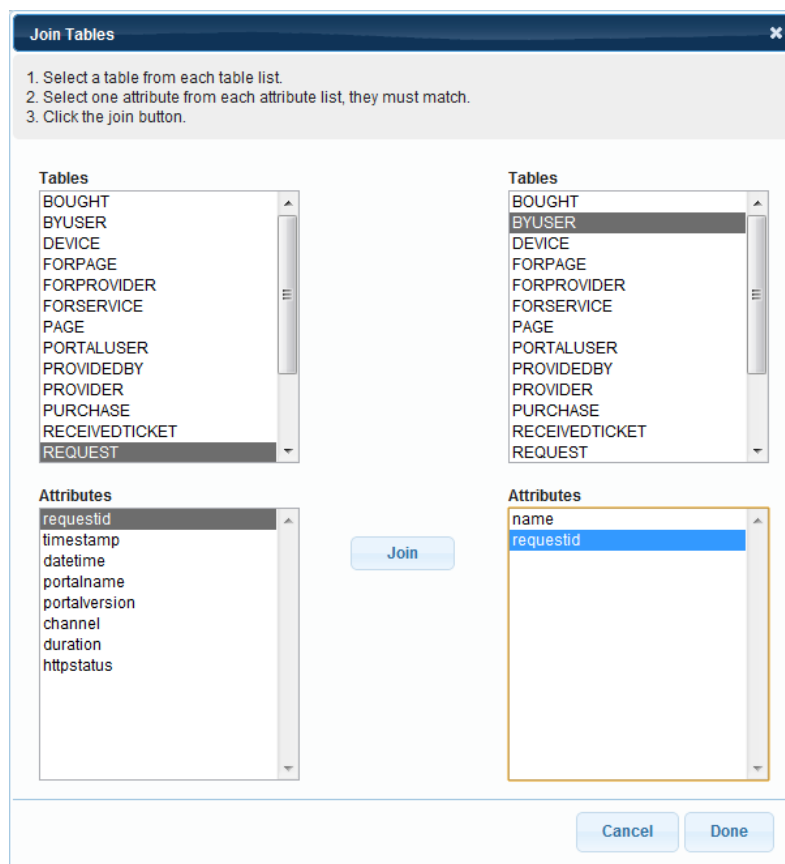 Join Tables
1. Select a table from each table list.
2. Select one attribute from each attribute list, they must match.
3. Click the join button.
Tables
BOUGHT
BYUSER
DEVICE
FORPAGE
FORPROVIDER
FORSERVICE
PAGE
PORTALUSER
PROVIDEDBY
PROVIDER
PURCHASE
RECEIVEDTICKET
REQUEST
Tables
BOUGHT
BYUSER
DEVICE
FORPAGE
FORPROVIDER
FORSERVICE
PAGE
PORTALUSER
PROVIDEDBY
PROVIDER
PURCHASE
RECEIVEDTICKET
REQUEST
Attributes
requestid
timestamp
datetime
portalname
portalversion
channel
duration
httpstatus
Join
Attributes
name
requestid
Cancel
Done